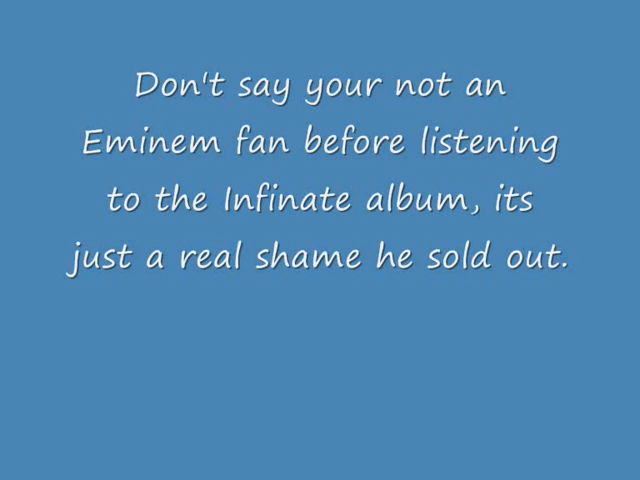 Don't say your not an
Eminem fan before listening
to the Infinate album, its
just a real shame he sold out.